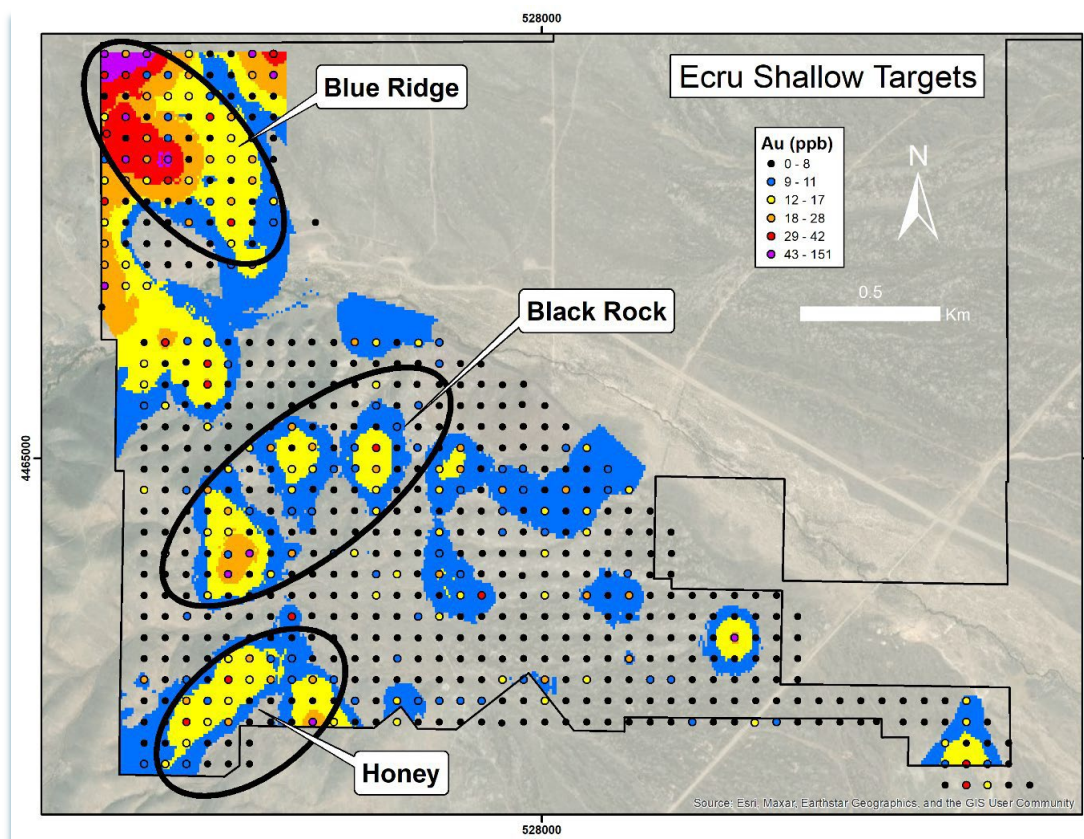 528000
Ecru Shallow Targets
Blue Ridge
Au (ppb)
0 - 8
9 - 11
12 - 17
18 - 28
29 - 42
43 - 151
N
0.5
Km
Black Rock
4465000
Honey
Source: Esri, Maxar, Earthstar Geographics, and the GIS User Community
528000